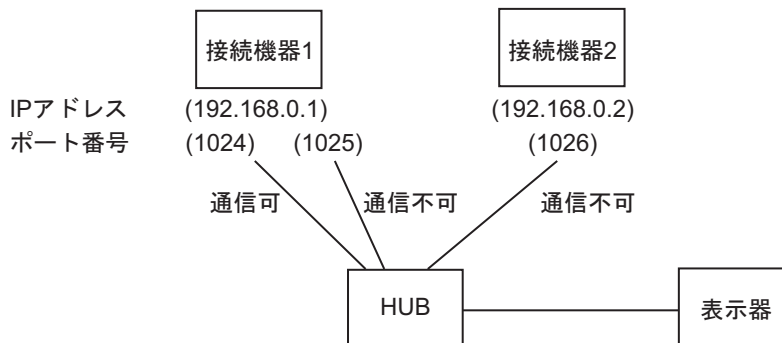 接続機器1 接続機器2
IPアドレス (192.168.0.1) (192.168.0.2)
ポート番号 (1024) (1025) (1026)
通信可 通信不可 通信不可
HUB 表示器